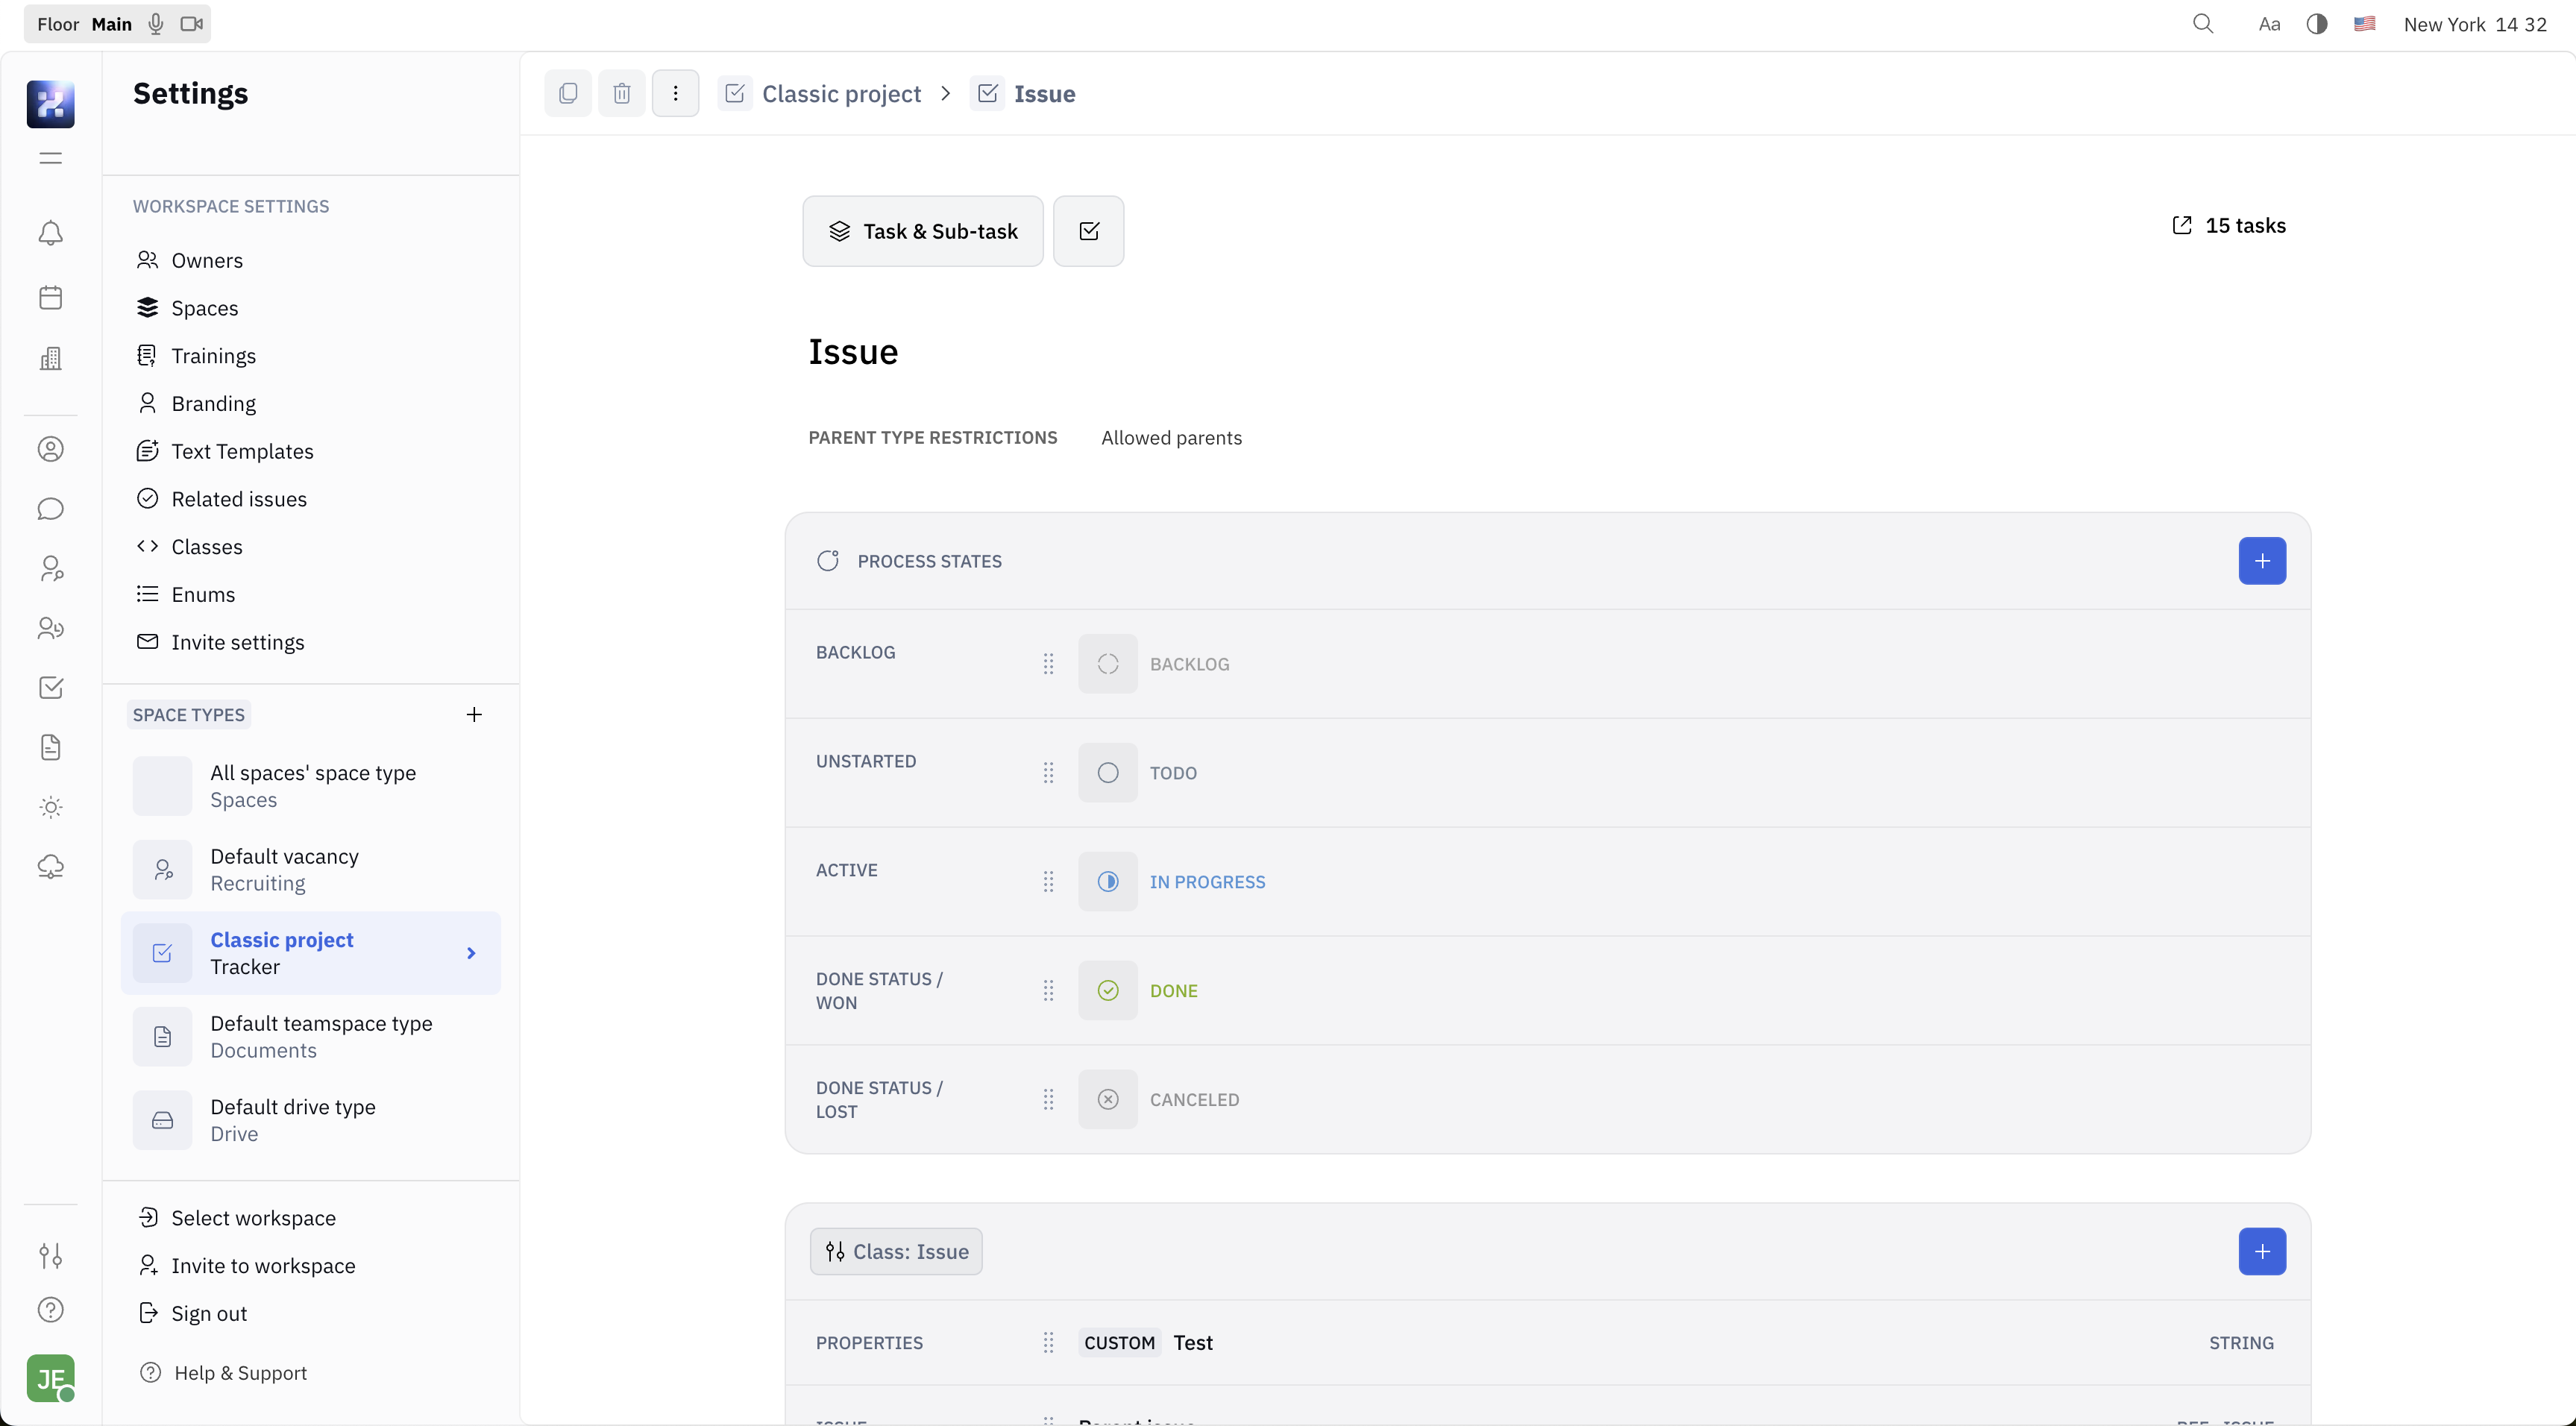 Floor Main
Aa
New York 14 32
Settings
WORKSPACE SETTINGS
Owners
Spaces
Trainings
Branding
Text Templates
Related issues
Classes
Enums
Invite settings
SPACE TYPES
All spaces' space type
Spaces
Default vacancy
Recruiting
Classic project
Tracker
Default teamspace type
Documents
Default drive type
Drive
Select workspace
Invite to workspace
Sign out
Help & Support
JE
Classic project > Issue
Task & Sub-task
15 tasks
Issue
PARENT TYPE RESTRICTIONS Allowed parents
PROCESS STATES
BACKLOG BACKLOG
UNSTARTED TODO
ACTIVE IN PROGRESS
DONE STATUS /
WON
DONE
DONE STATUS /
LOST
CANCELED
Class: Issue
PROPERTIES CUSTOM Test STRING